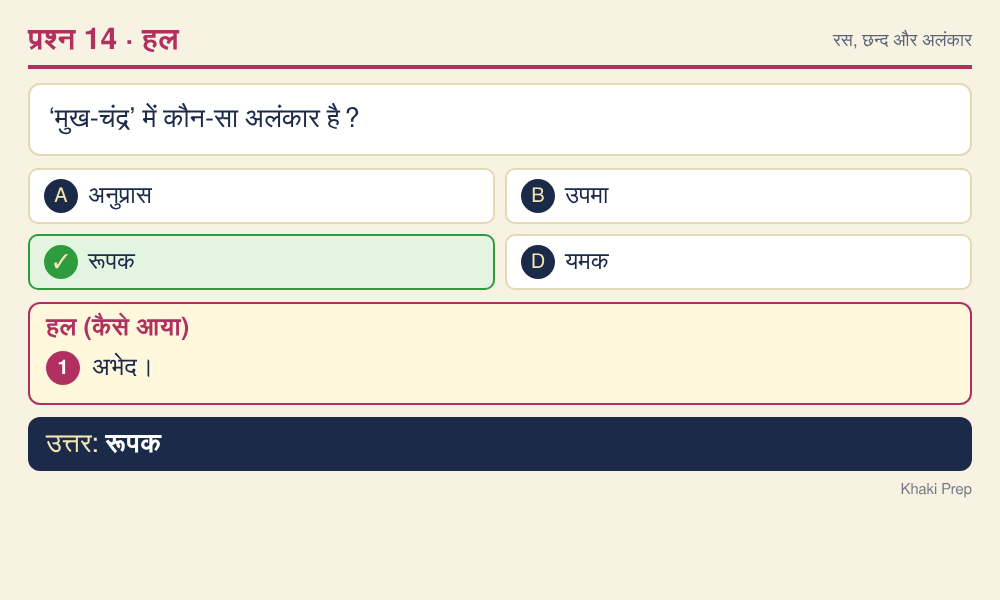 प्रश्न 14 · हल
रस, छन्द और अलंकार
‘मुख-चंद्र’ में कौन-सा अलंकार है ?
A अनुप्रास
B उपमा
✓ रूपक
D यमक
हल (कैसे आया)
1 अभेद ।
उत्तर: रूपक
Khaki Prep